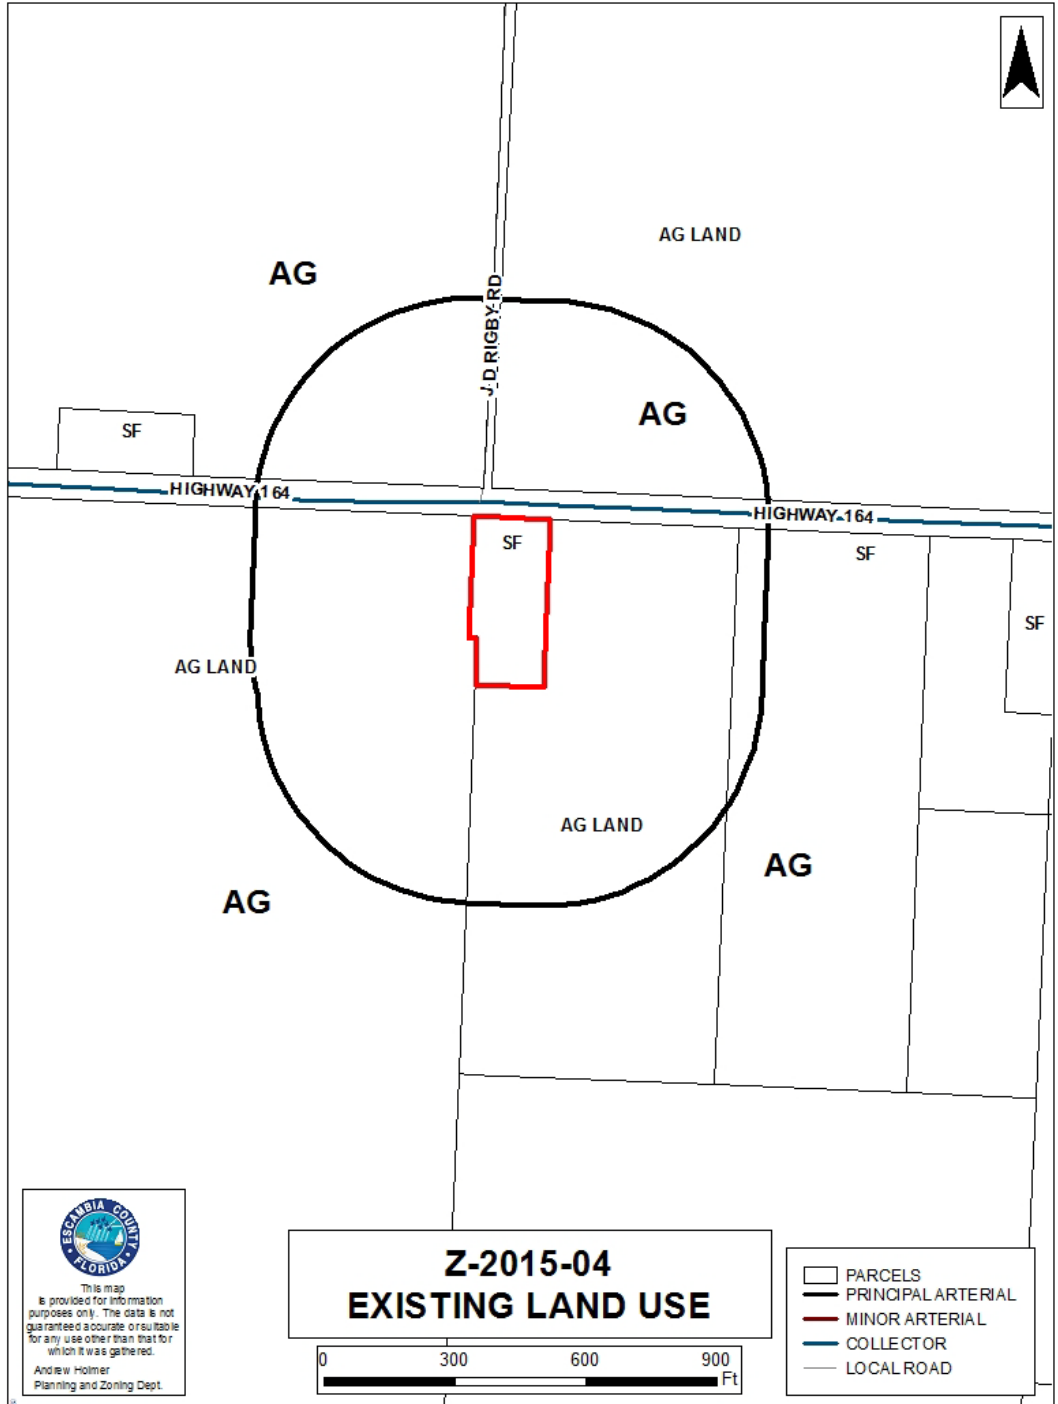 AG LAND
AG
J D RIGBY RD
AG
SF
HIGHWAY 164
HIGHWAY 164
SF
SF
SF
AG LAND
AG LAND
AG
AG
ESCAMBIA COUNTY
FLORIDA
This map
is provided for information
purposes only. The data is not
guaranteed accurate or suitable
for any use other than that for
which it was gathered.
Andrew Holmer
Planning and Zoning Dept.
Z-2015-04
EXISTING LAND USE
0 300 600 900
Ft
PARCELS
PRINCIPAL ARTERIAL
MINOR ARTERIAL
COLLECTOR
LOCAL ROAD